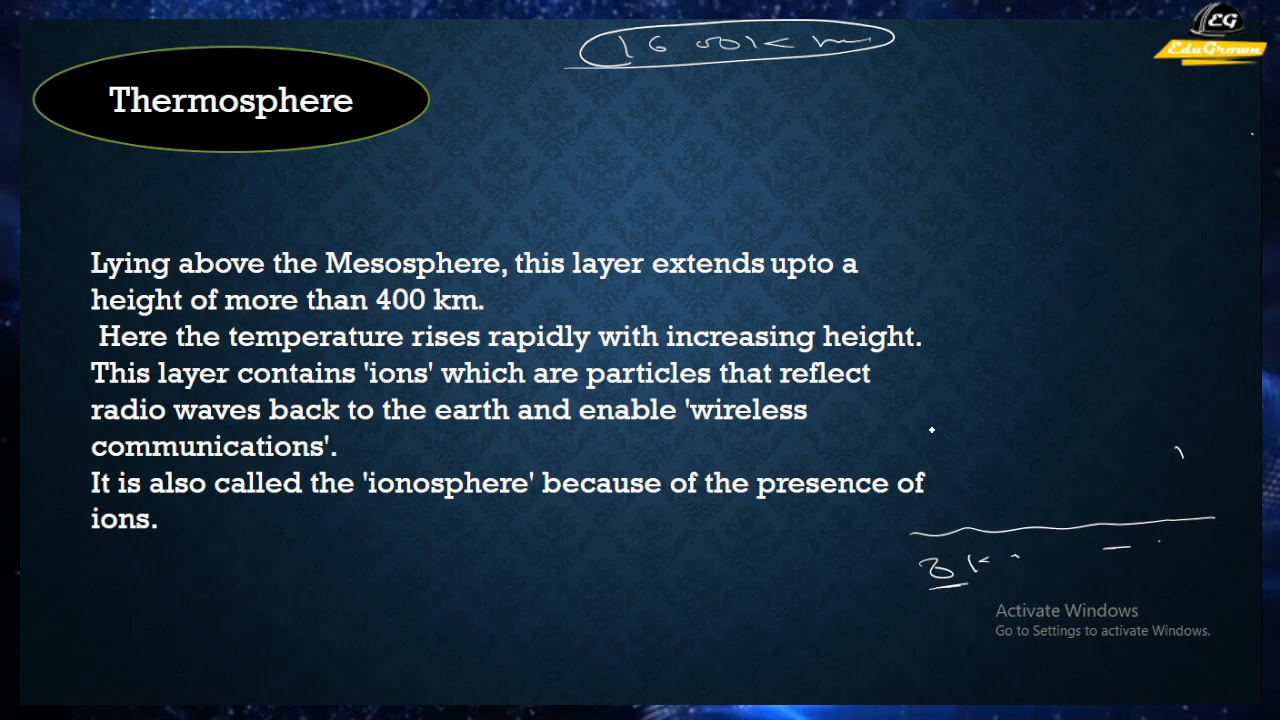 1600 km
EG
EduGrown
Thermosphere
Lying above the Mesosphere, this layer extends upto a
height of more than 400 km.
Here the temperature rises rapidly with increasing height.
This layer contains 'ions' which are particles that reflect
radio waves back to the earth and enable 'wireless
communications'.
It is also called the 'ionosphere' because of the presence of
ions.
Activate Windows
Go to Settings to activate Windows.